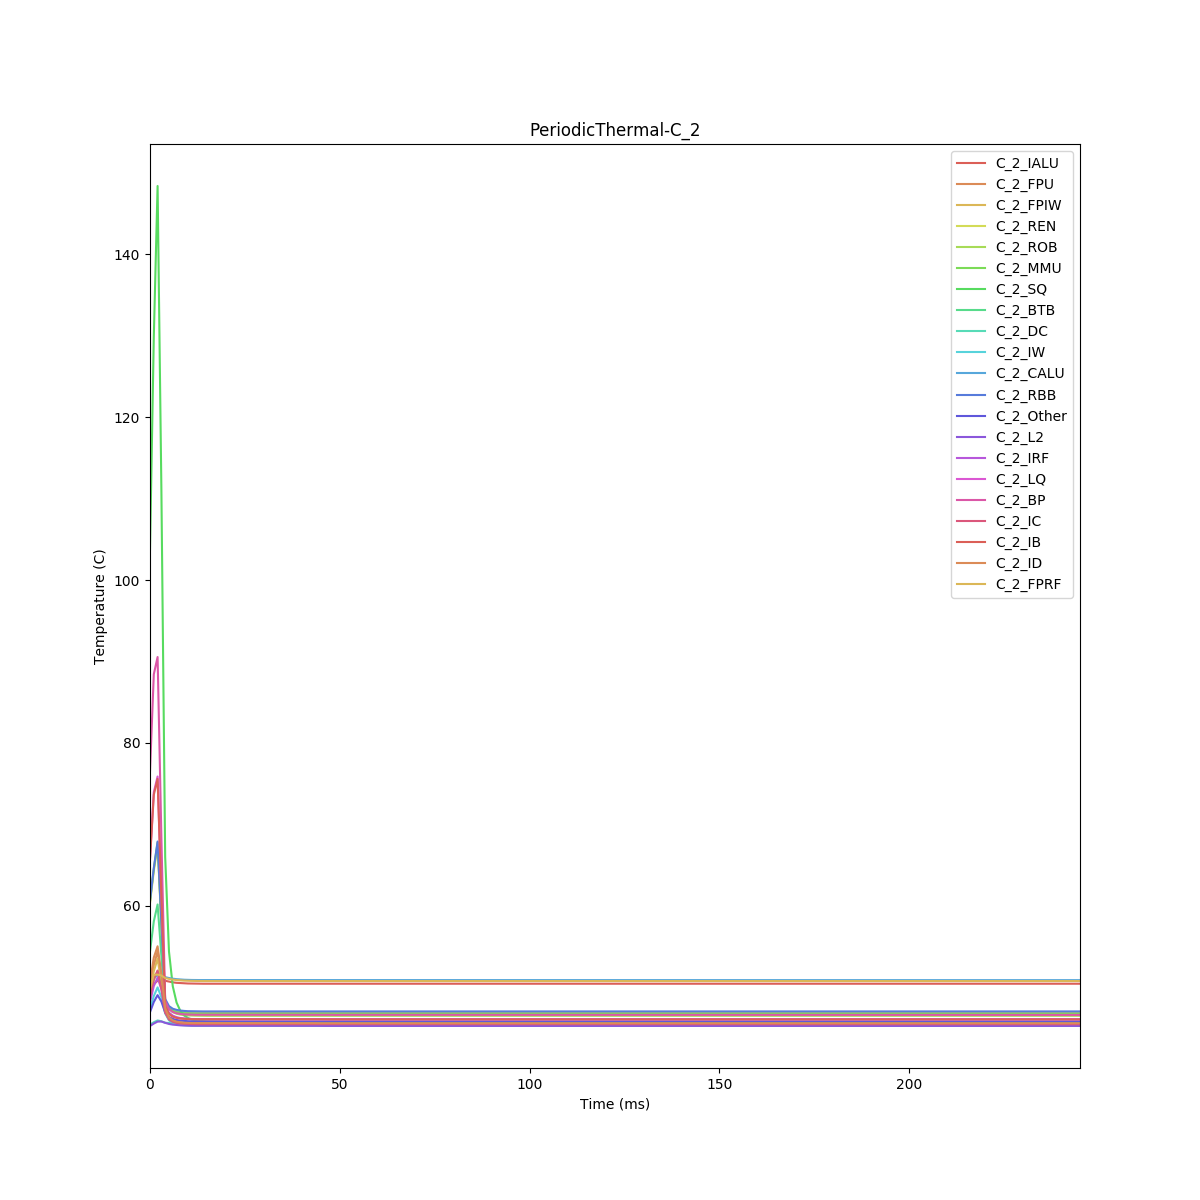 PeriodicThermal-C_2
C_2_IALU
C_2_FPU
C_2_FPIW
C_2_REN
C_2_ROB
C_2_MMU
C_2_SQ
C_2_BTB
C_2_DC
C_2_IW
C_2_CALU
C_2_RBB
C_2_Other
C_2_L2
C_2_IRF
C_2_LQ
C_2_BP
C_2_IC
C_2_IB
C_2_ID
C_2_FPRF
Temperature (C)
140
120
100
80
60
0 50 100 150 200
Time (ms)